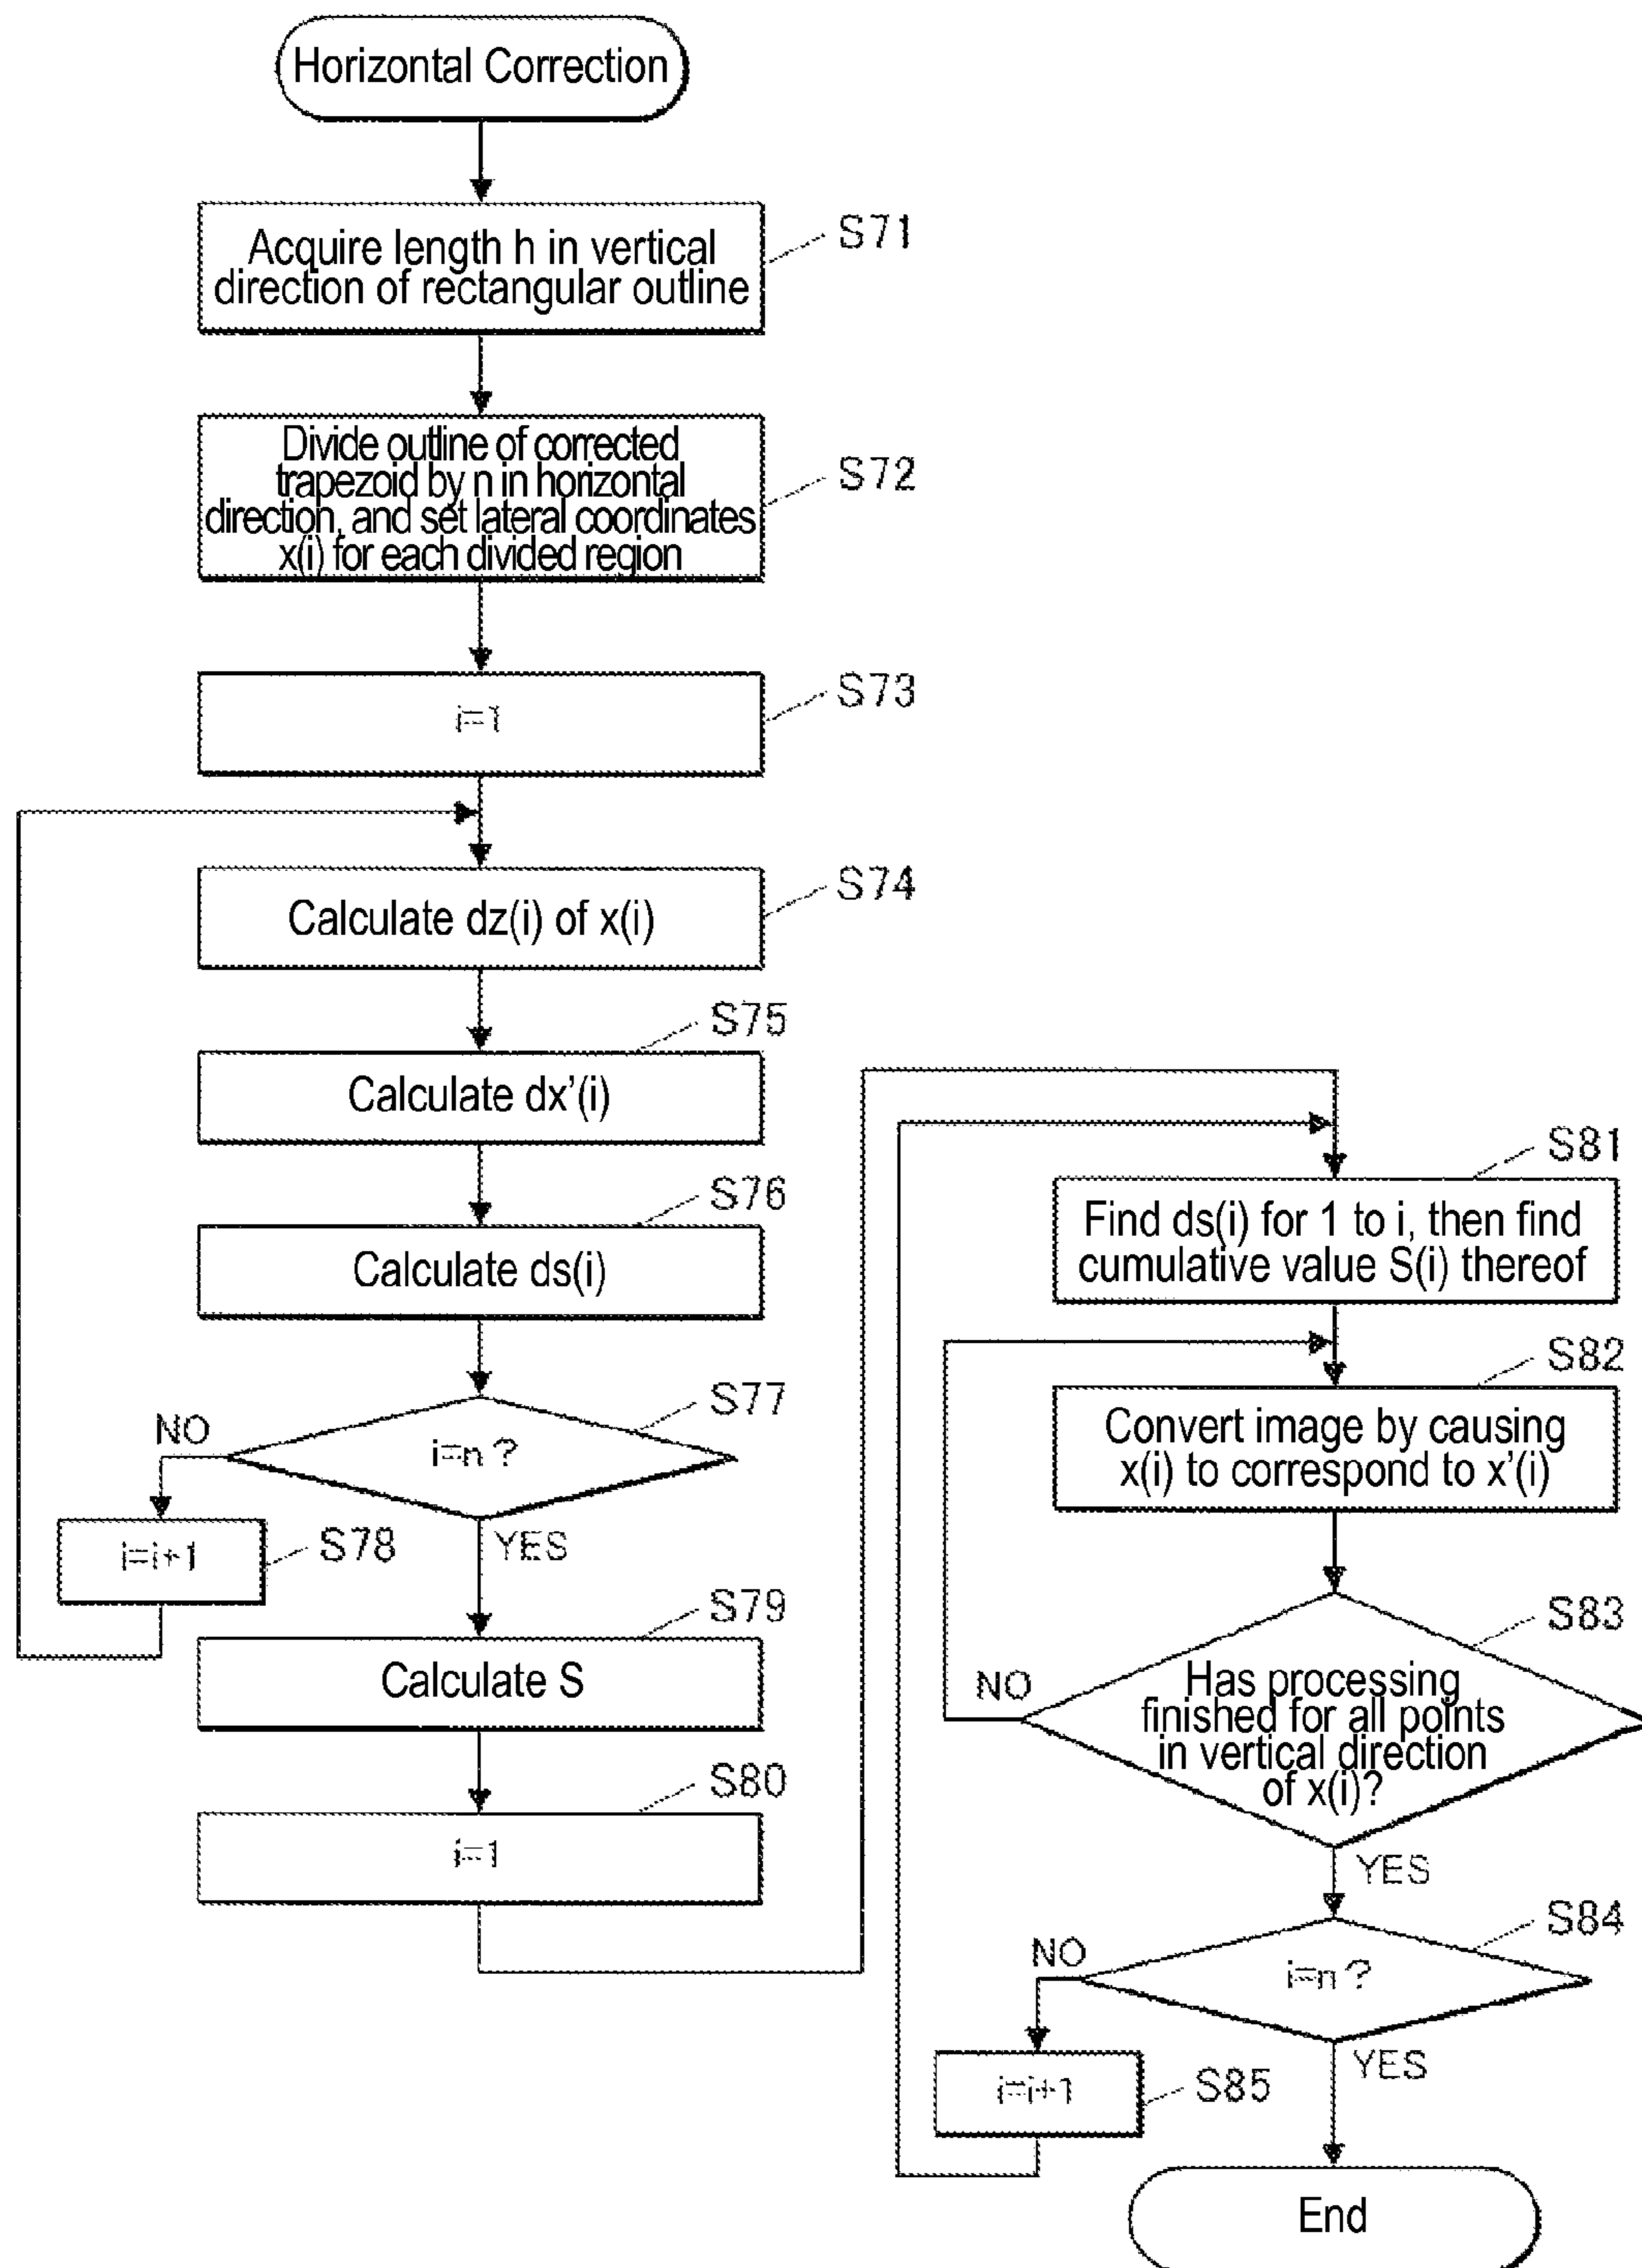 Horizontal Correction
Acquire length h in vertical
direction of rectangular outline
S71
Divide outline of corrected
trapezoid by n in horizontal
direction, and set lateral coordinates
x(i) for each divided region
S72
i=1
S73
Calculate dz(i) of x(i)
S74
Calculate dx'(i)
S75
Calculate ds(i)
S76
i=n ?
S77
NO
YES
i=i+1
S78
Calculate S
S79
i=1
S80
Find ds(i) for 1 to i, then find
cumulative value S(i) thereof
S81
Convert image by causing
x(i) to correspond to x'(i)
S82
Has processing
finished for all points
in vertical direction
of x(i)?
S83
NO
YES
i=n ?
S84
NO
YES
i=i+1
S85
End